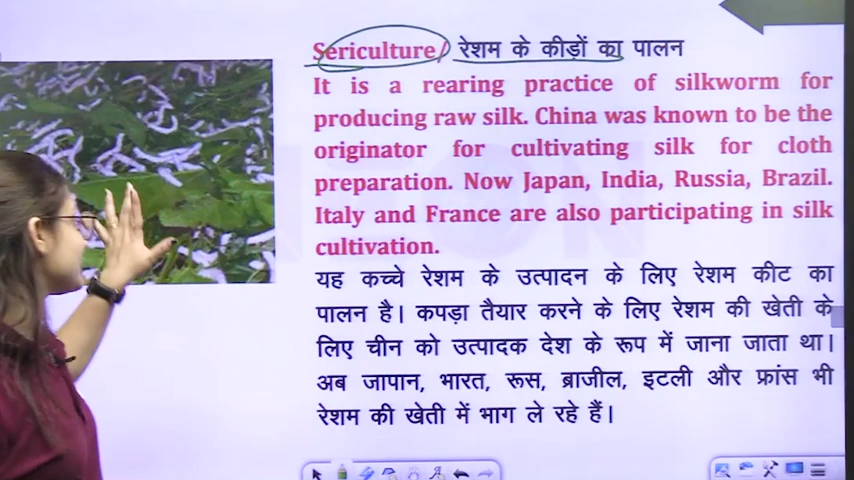 Sericulture/ रेशम के कीड़ों का पालन
It is a rearing practice of silkworm for
producing raw silk. China was known to be the
originator for cultivating silk for cloth
preparation. Now Japan, India, Russia, Brazil.
Italy and France are also participating in silk
cultivation.
यह कच्चे रेशम के उत्पादन के लिए रेशम कीट का
पालन है। कपड़ा तैयार करने के लिए रेशम की खेती के
लिए चीन को उत्पादक देश के रूप में जाना जाता था।
अब जापान, भारत, रूस, ब्राजील, इटली और फ्रांस भी
रेशम की खेती में भाग ले रहे हैं।